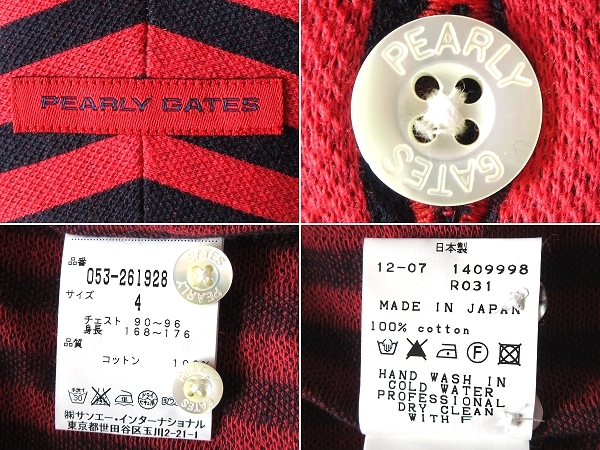 PEARLY GATES
PEARLY
GATES
品番
053-261928
サイズ
4
チェスト 90~96
身長 168~176
品質
コットン
㈱サンエー・インターナショナル
東京都世田谷区玉川2-21-1
GATES
PEARLY
日本製
12-07 1409998
R031
MADE IN JAPAN
100% cotton
F
HAND WASH IN
COLD WATER,
PROFESSIONAL
DRY CLEAN
WITH F